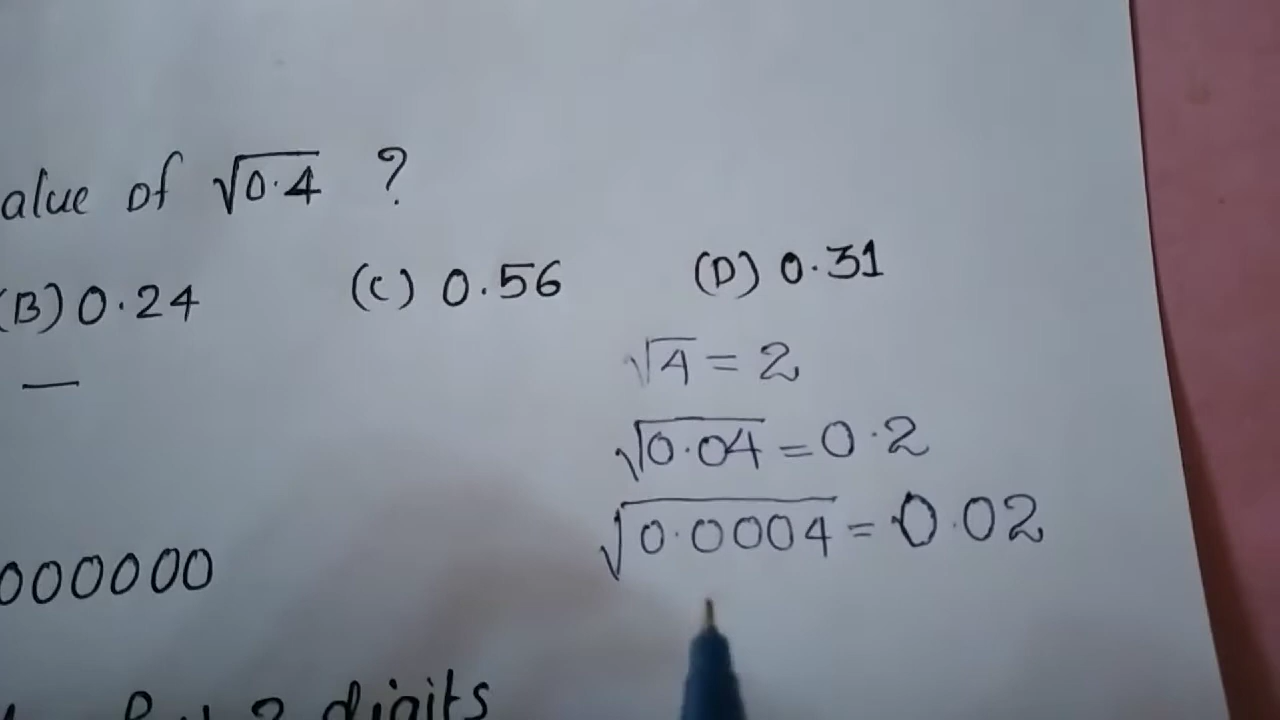 alue of √0.4 ?
(B) 0.24 (C) 0.56 (D) 0.31
√4 = 2
√0.04 = 0.2
√0.0004 = 0.02
000000
2 digits